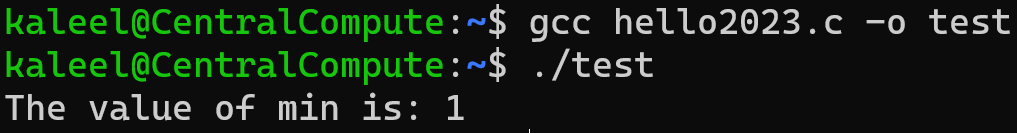 kaleel@CentralCompute:~$ gcc hello2023.c -o test
kaleel@CentralCompute:~$ ./test
The value of min is: 1